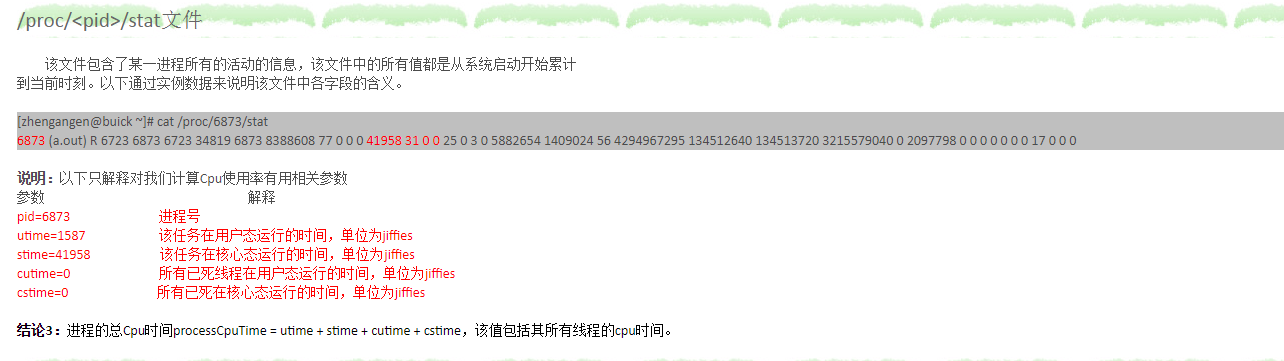 /proc/<pid>/stat文件
该文件包含了某一进程所有的活动的信息，该文件中的所有值都是从系统启动开始累计
到当前时刻。以下通过实例数据来说明该文件中各字段的含义。
[zhengangen@buick ~]# cat /proc/6873/stat
6873 (a.out) R 6723 6873 6723 34819 6873 8388608 77 0 0 0 41958 31 0 0 25 0 3 0 5882654 1409024 56 4294967295 134512640 134513720 3215579040 0 2097798 0 0 0 0 0 0 0 17 0 0 0
说明：以下只解释对我们计算Cpu使用率有用相关参数
参数 解释
pid=6873 进程号
utime=1587 该任务在用户态运行的时间，单位为jiffies
stime=41958 该任务在核心态运行的时间，单位为jiffies
cutime=0 所有已死线程在用户态运行的时间，单位为jiffies
cstime=0 所有已死在核心态运行的时间，单位为jiffies
结论3：进程的总Cpu时间processCpuTime = utime + stime + cutime + cstime，该值包括其所有线程的cpu时间。